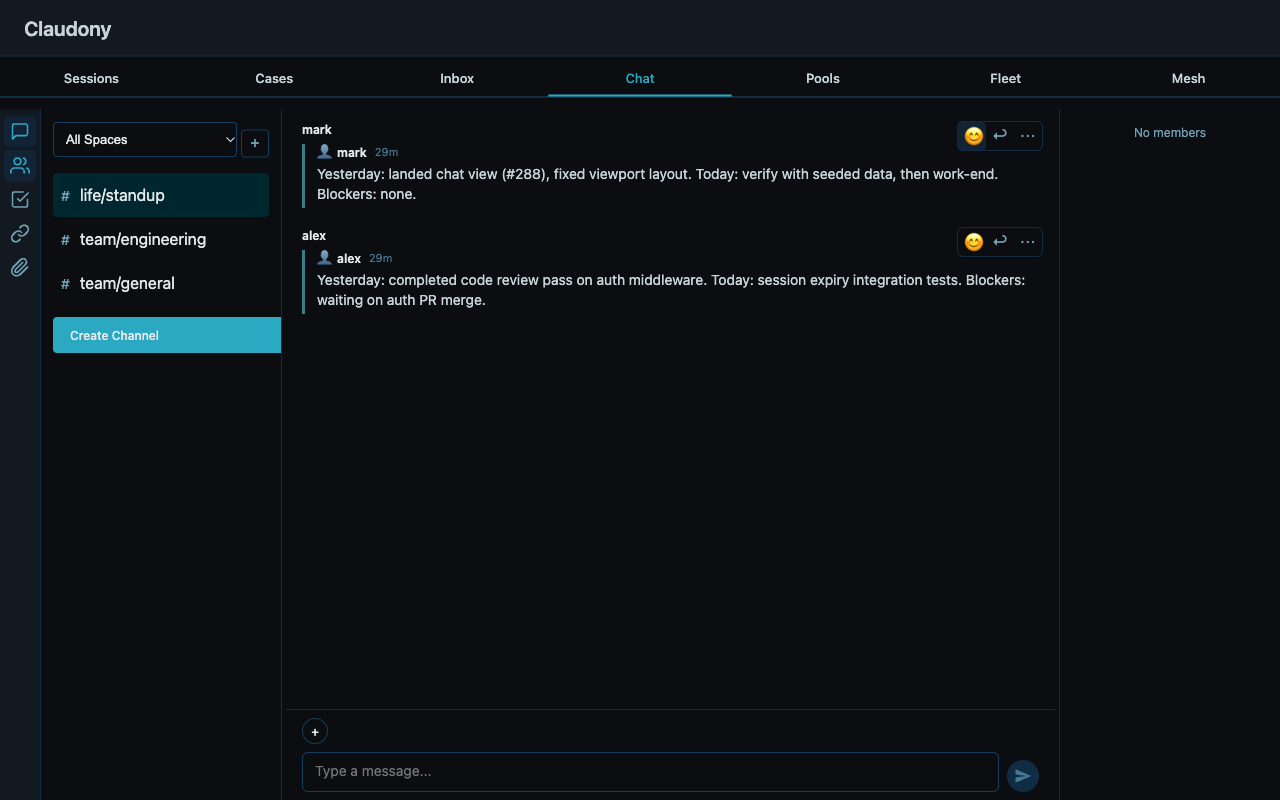 Claudony
Sessions
Cases
Inbox
Chat
Pools
Fleet
Mesh
All Spaces
+
# life/standup
# team/engineering
# team/general
Create Channel
mark
mark 29m
Yesterday: landed chat view (#288), fixed viewport layout. Today: verify with seeded data, then work-end.
Blockers: none.
alex
alex 29m
Yesterday: completed code review pass on auth middleware. Today: session expiry integration tests. Blockers:
waiting on auth PR merge.
+
Type a message...
No members